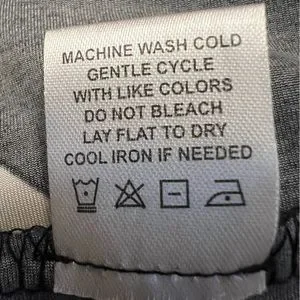 MACHINE WASH COLD
GENTLE CYCLE
WITH LIKE COLORS
DO NOT BLEACH
LAY FLAT TO DRY
COOL IRON IF NEEDED